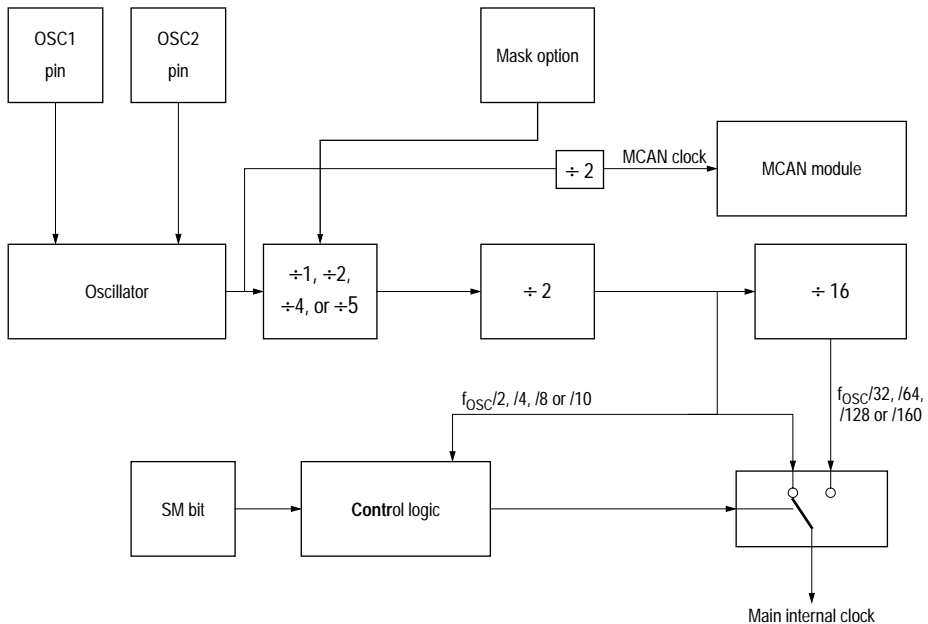 OSC1
pin
OSC2
pin
Mask option
÷ 2
MCAN clock
MCAN module
Oscillator
÷1, ÷2,
÷4, or ÷5
÷ 2
÷ 16
fOSC/2, /4, /8 or /10
fOSC/32, /64,
/128 or /160
SM bit
Control logic
Main internal clock